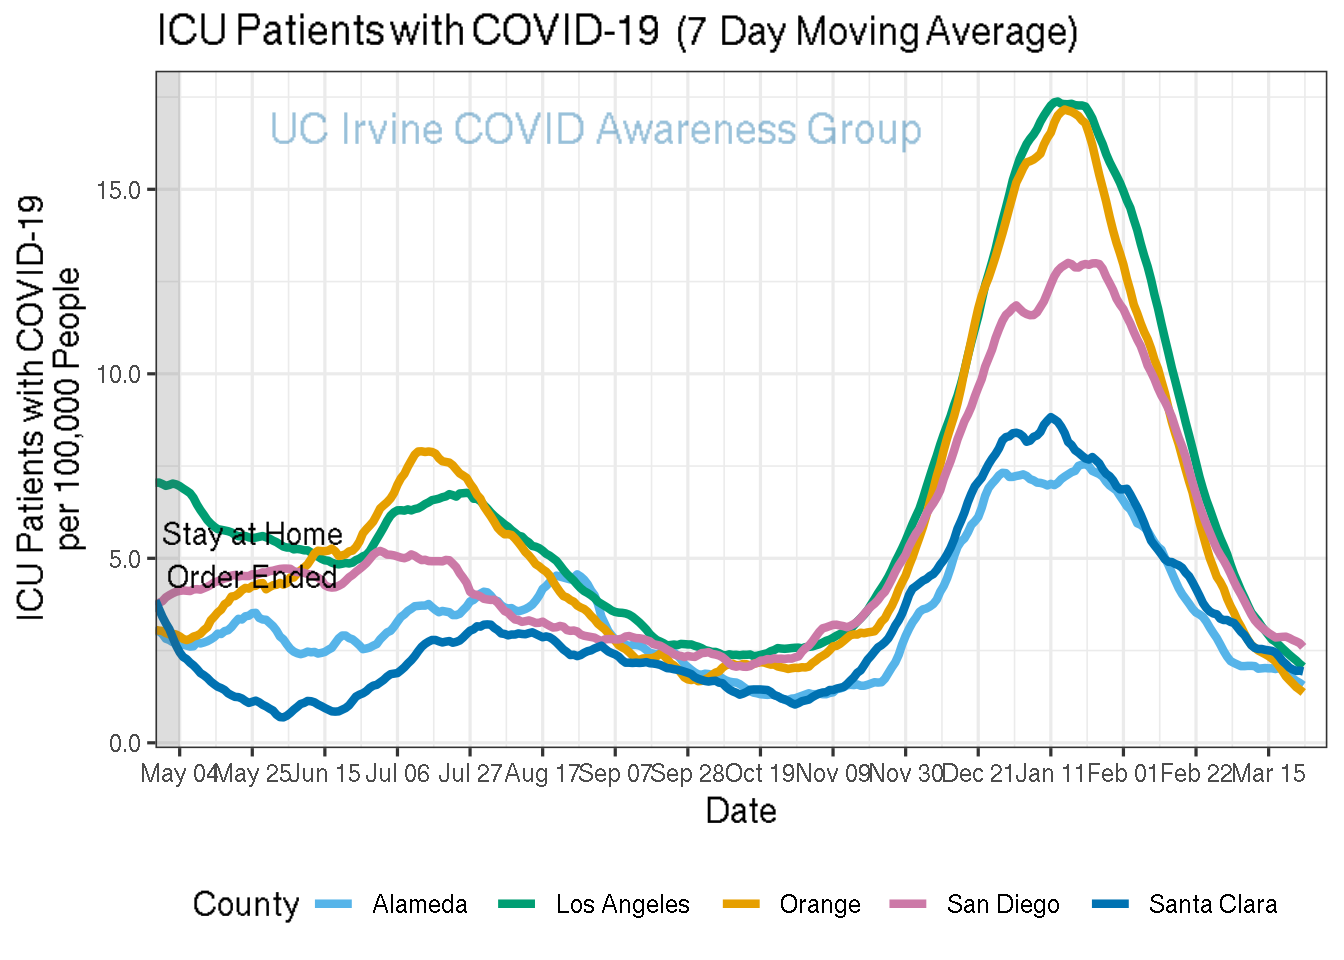 ICU Patients with COVID-19 (7 Day Moving Average)
UC Irvine COVID Awareness Group
ICU Patients with COVID-19
per 100,000 People
15.0
10.0
5.0
0.0
Stay at Home
Order Ended
May 04 May 25 Jun 15 Jul 06 Jul 27 Aug 17 Sep 07 Sep 28 Oct 19 Nov 09 Nov 30 Dec 21 Jan 11 Feb 01 Feb 22 Mar 15
Date
County Alameda Los Angeles Orange San Diego Santa Clara